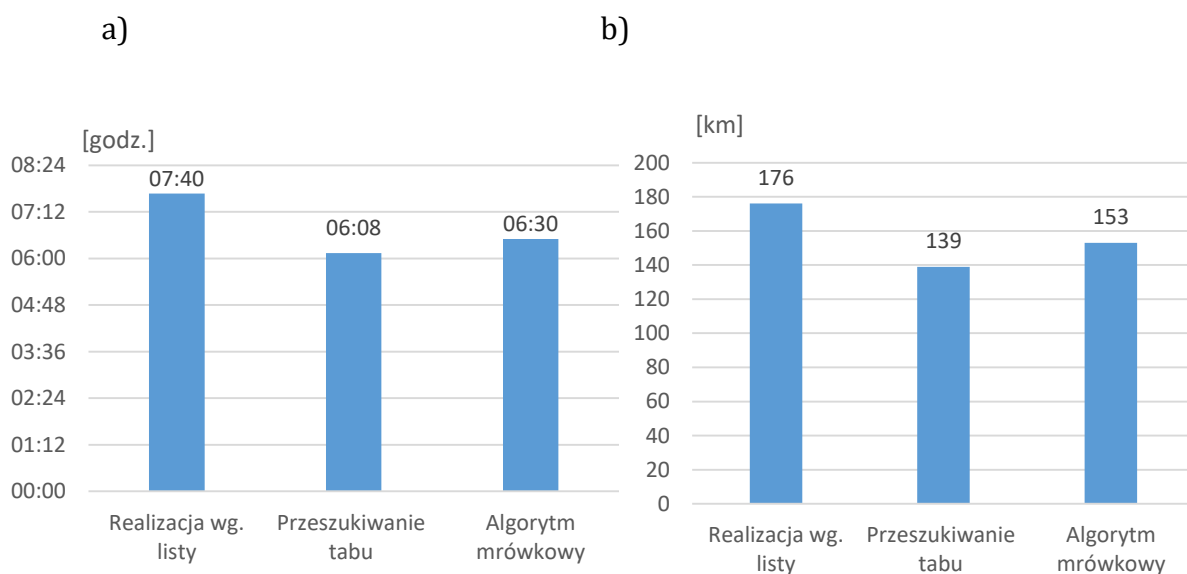 a)
[godz.]
08:24
07:12
06:00
04:48
03:36
02:24
01:12
00:00
07:40
06:08
06:30
Realizacja wg.
listy
Przeszukiwanie
tabu
Algorytm
mrówkowy
b)
[km]
200
180
160
140
120
100
80
60
40
20
0
176
139
153
Realizacja wg.
listy
Przeszukiwanie
tabu
Algorytm
mrówkowy